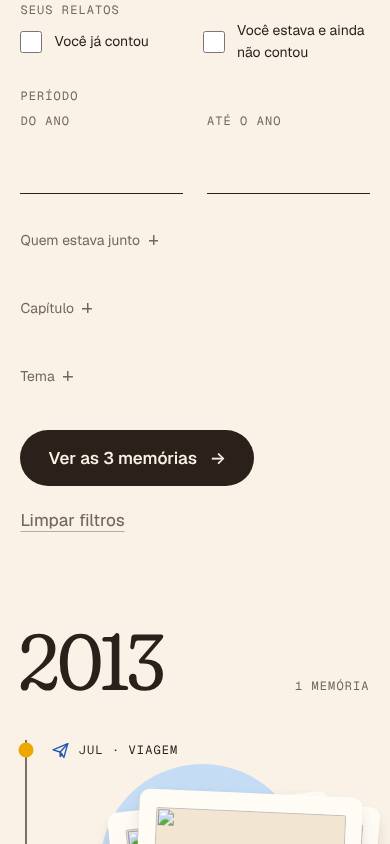 SEUS RELATOS
Você já contou
Você estava e ainda
não contou
PERÍODO
DO ANO
ATÉ O ANO
Quem estava junto +
Capítulo +
Tema +
Ver as 3 memórias →
Limpar filtros
2013
1 MEMÓRIA
JUL · VIAGEM